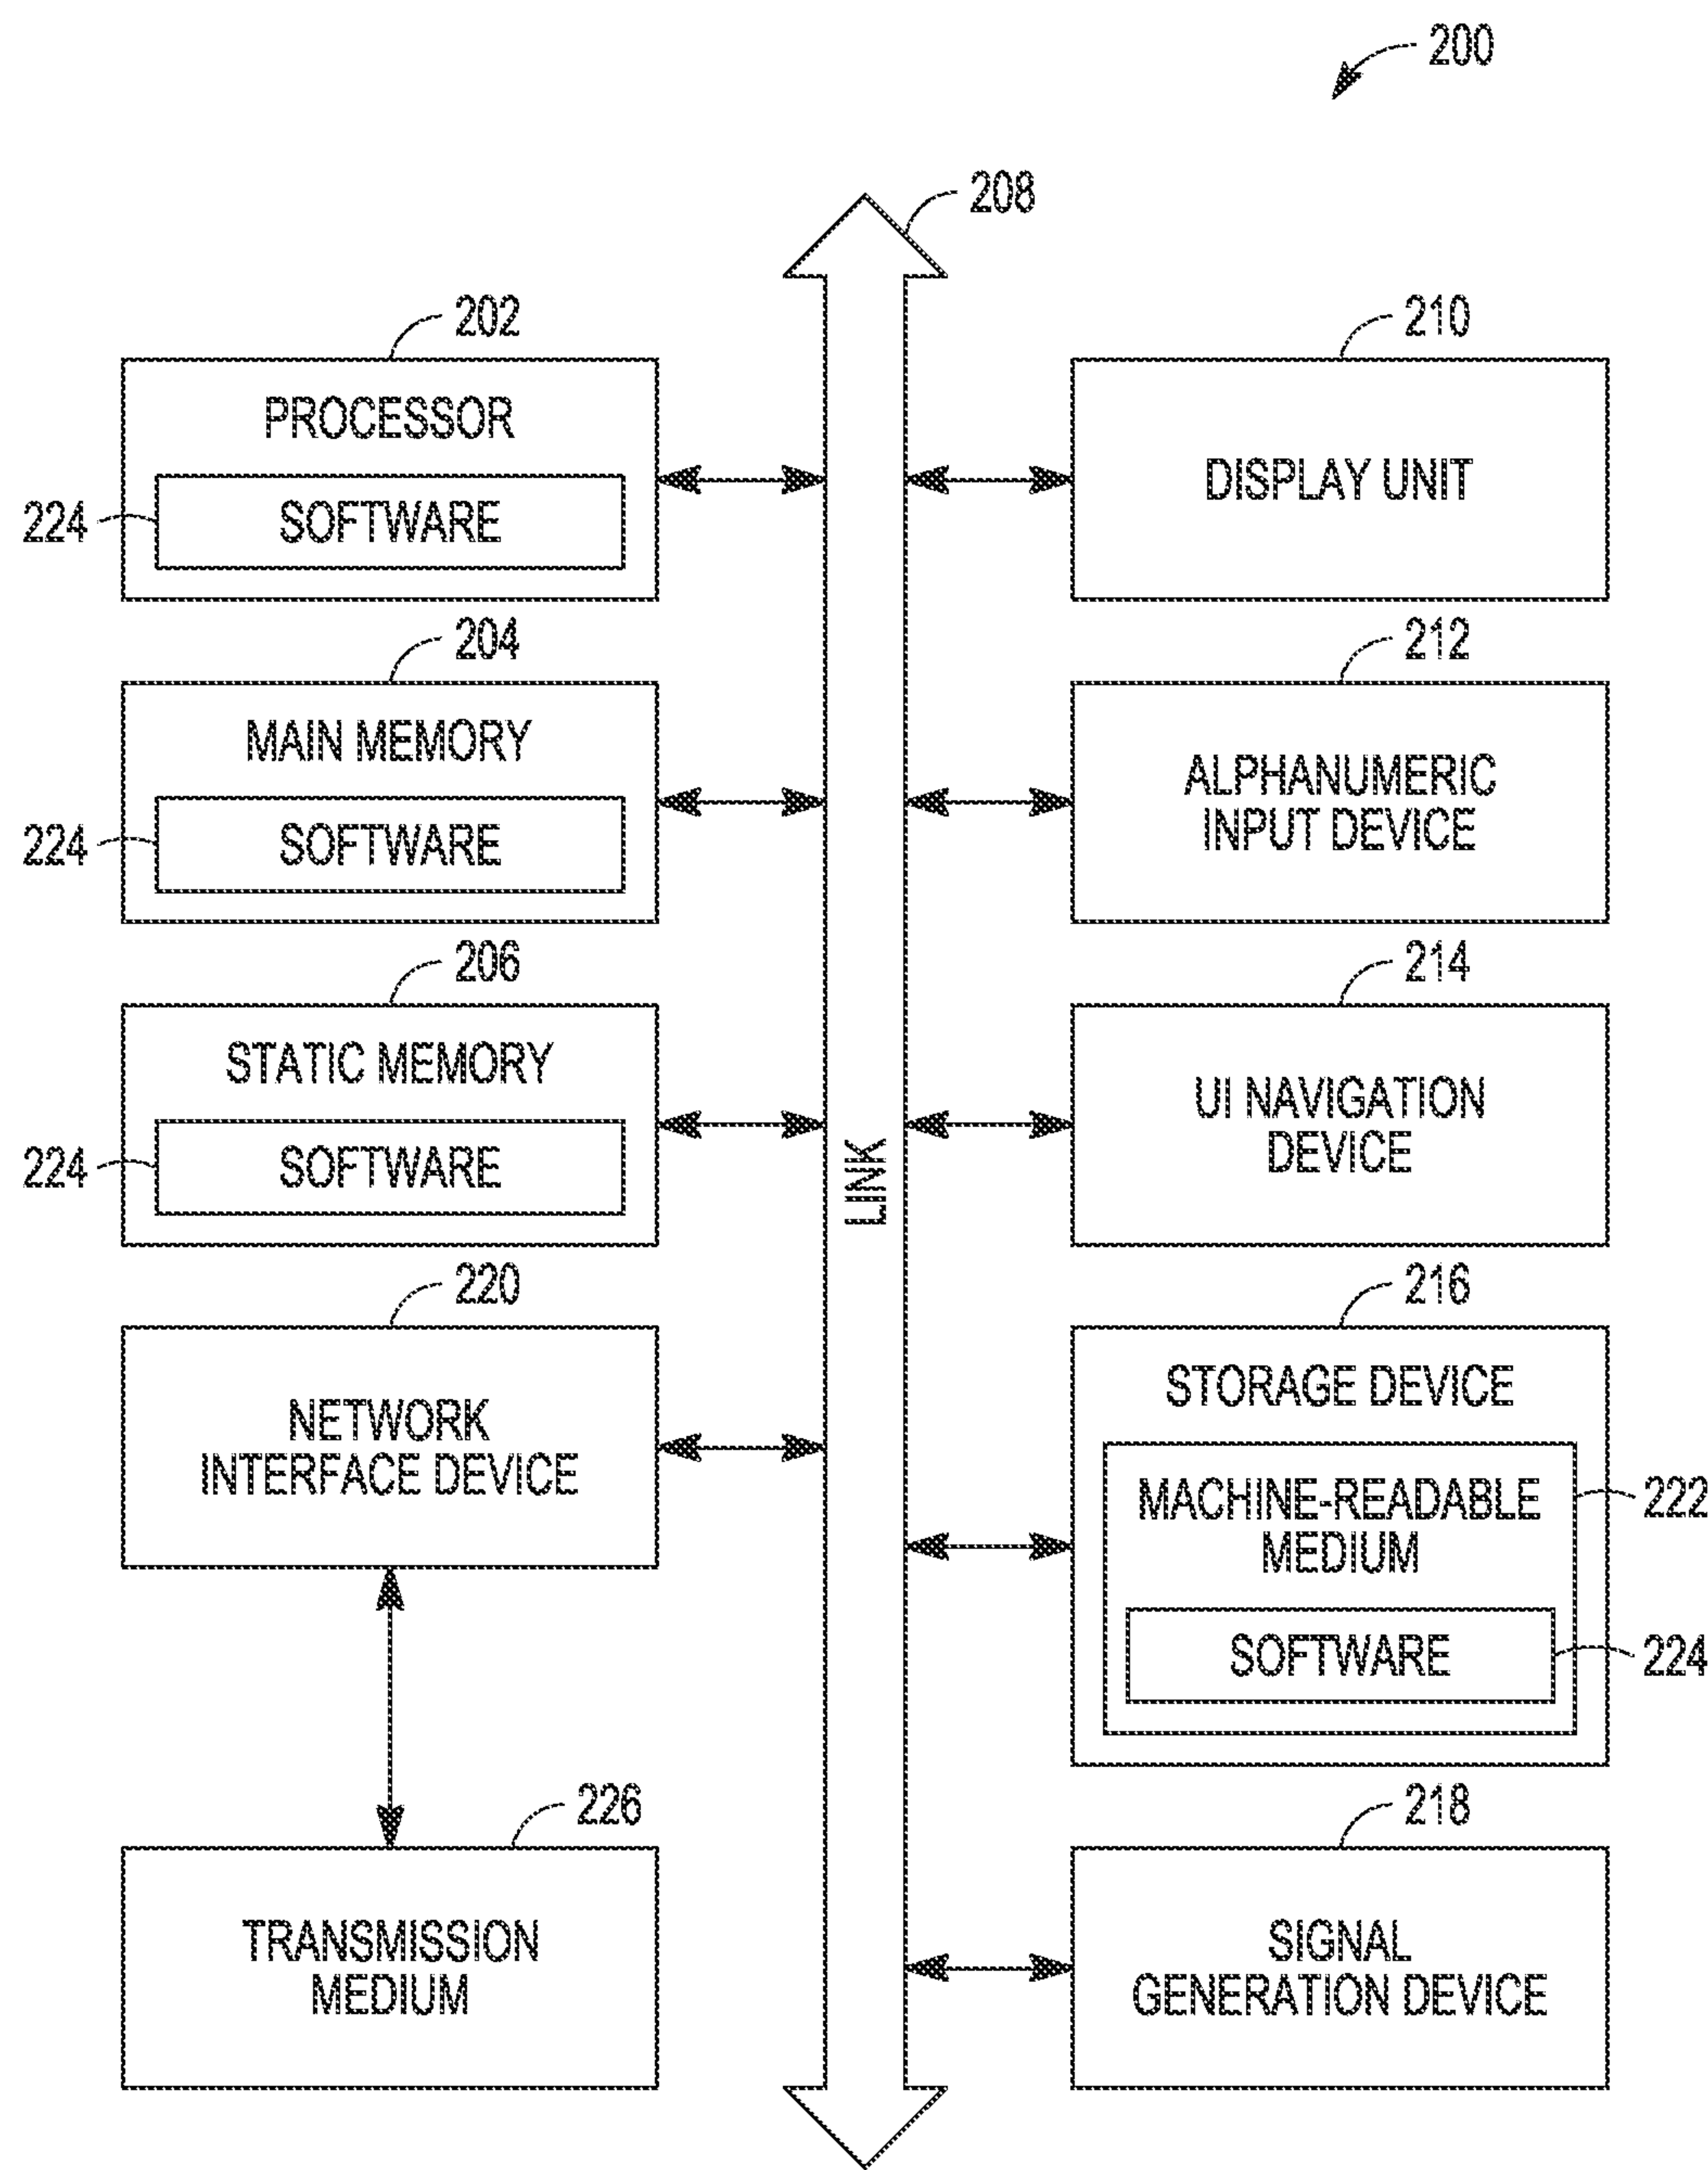 200
208
202
PROCESSOR
224
SOFTWARE
204
MAIN MEMORY
224
SOFTWARE
206
STATIC MEMORY
224
SOFTWARE
220
NETWORK
INTERFACE DEVICE
226
TRANSMISSION
MEDIUM
LINK
210
DISPLAY UNIT
212
ALPHANUMERIC
INPUT DEVICE
214
UI NAVIGATION
DEVICE
216
STORAGE DEVICE
MACHINE-READABLE
MEDIUM
222
SOFTWARE
224
218
SIGNAL
GENERATION DEVICE